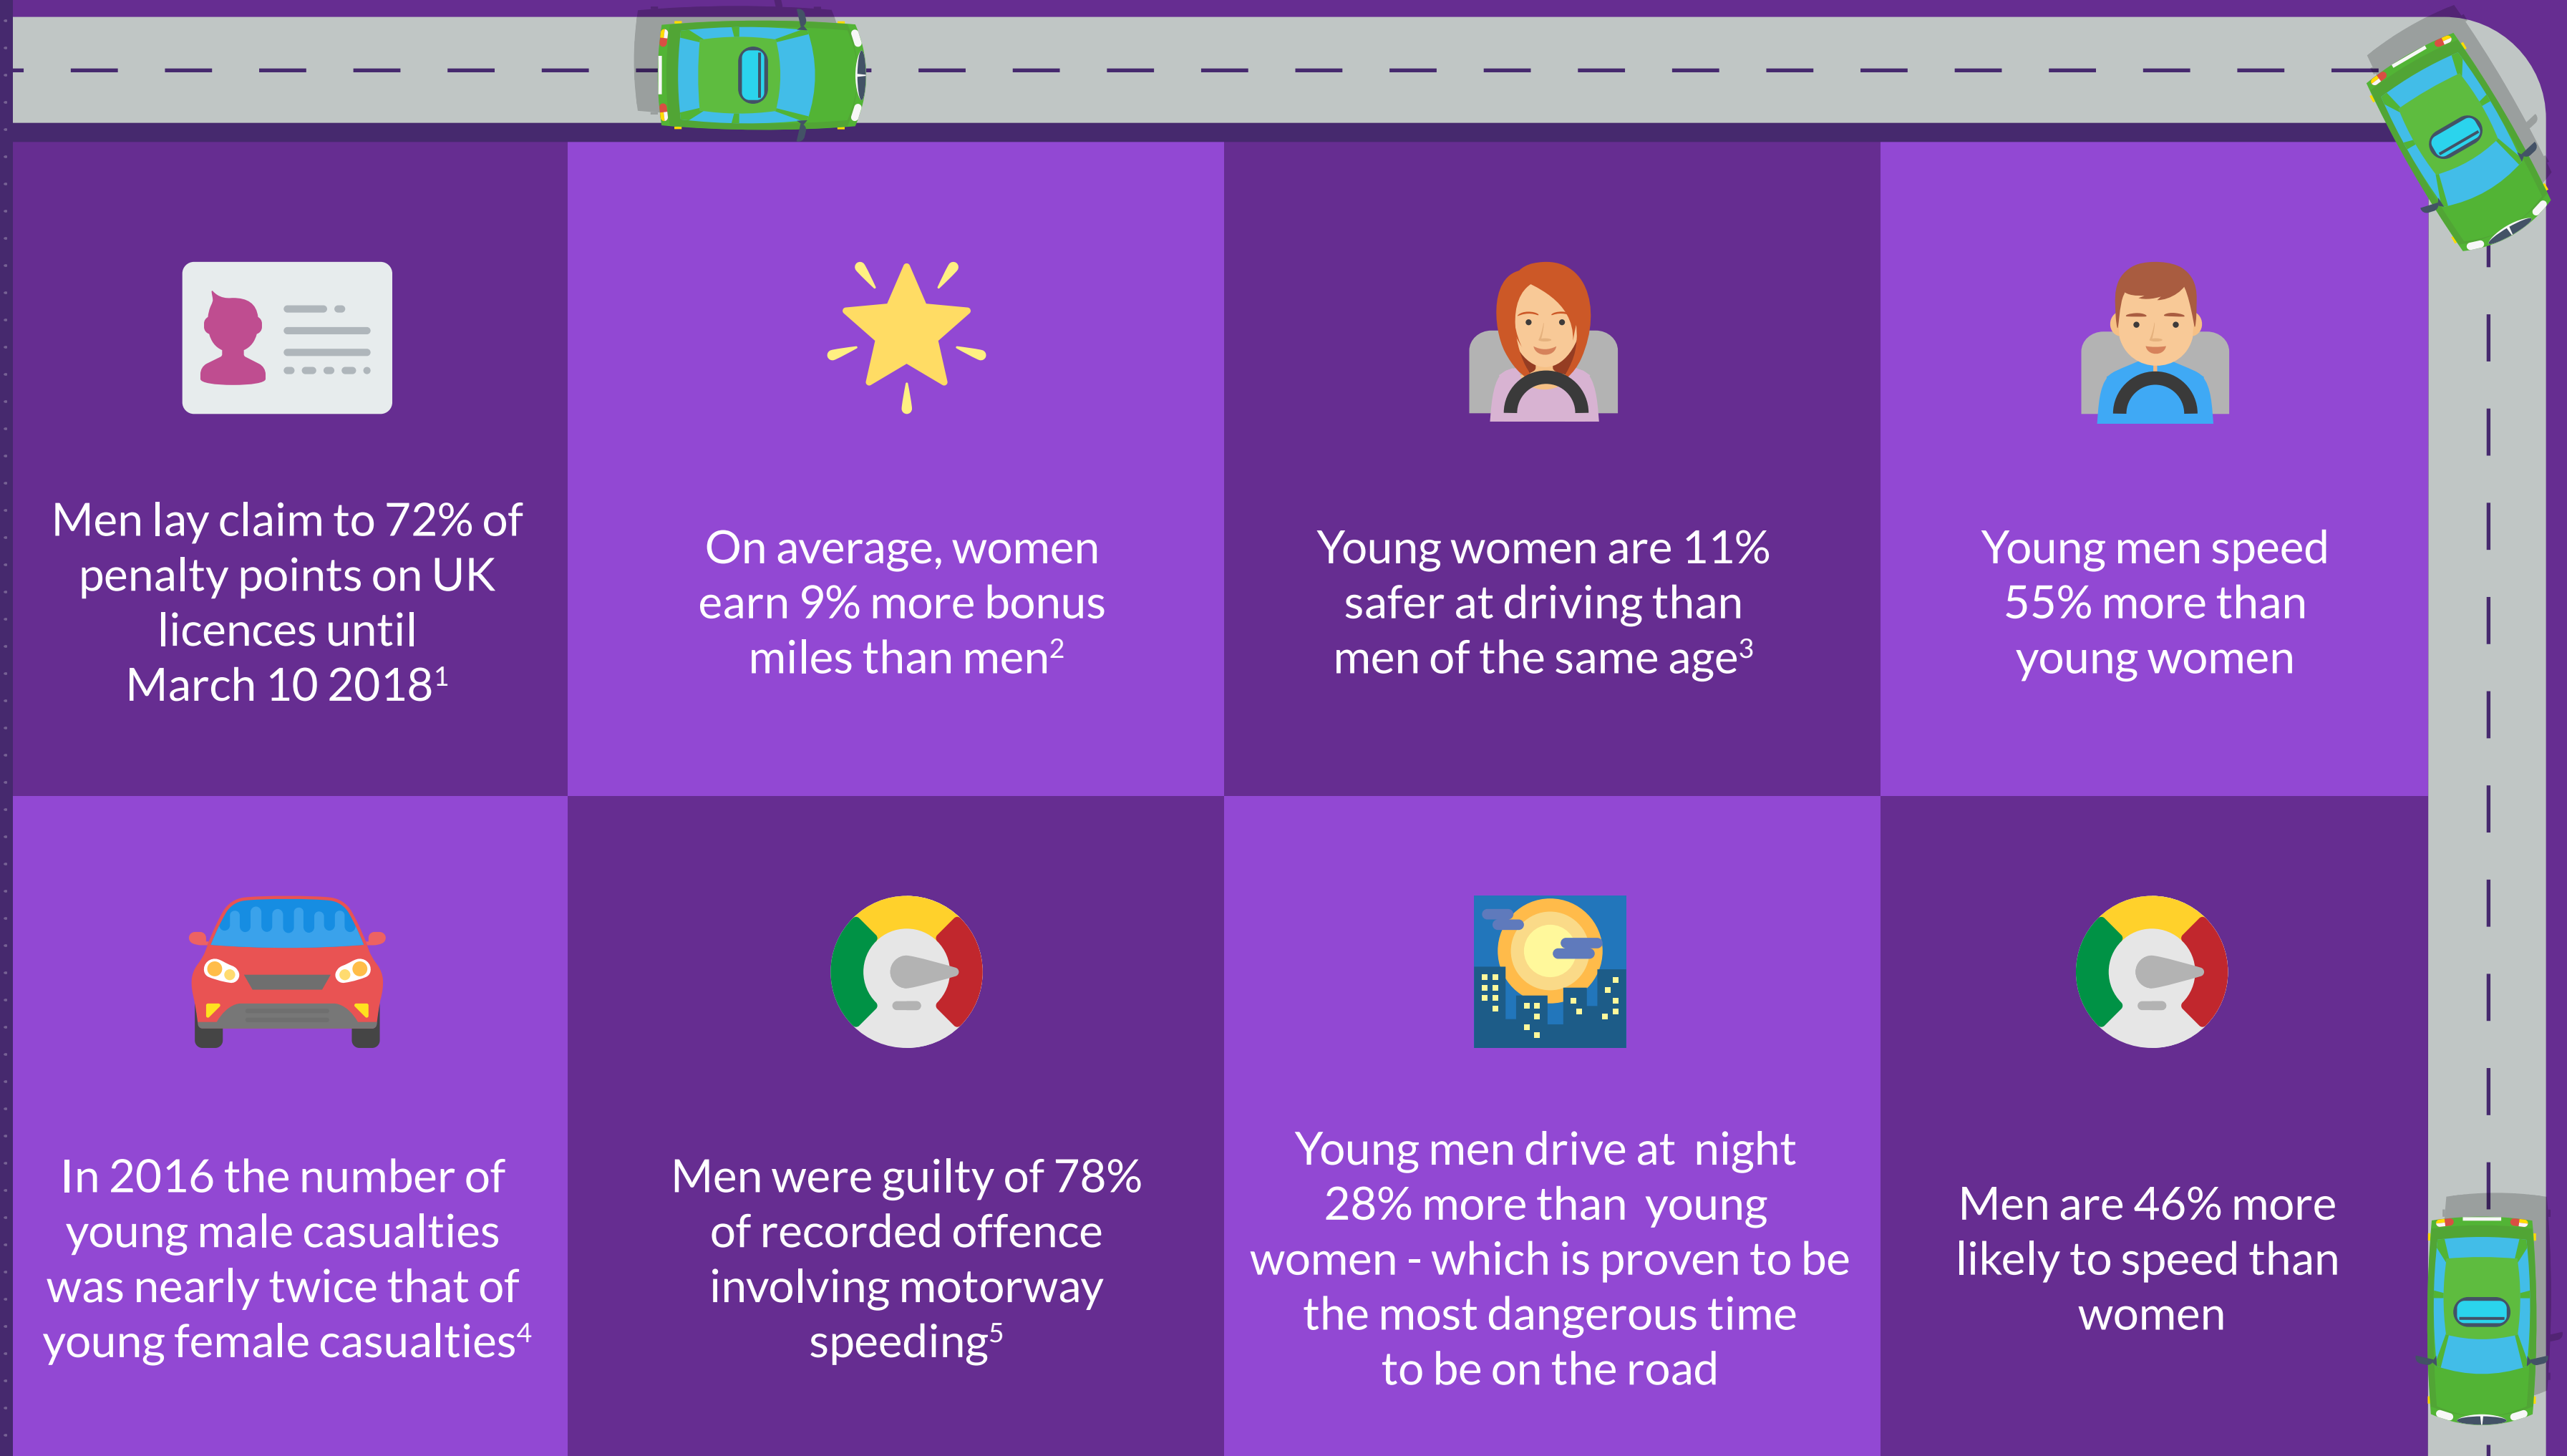 Men lay claim to 72% of
penalty points on UK
licences until
March 10 2018¹
On average, women
earn 9% more bonus
miles than men²
Young women are 11%
safer at driving than
men of the same age³
Young men speed
55% more than
young women
In 2016 the number of
young male casualties
was nearly twice that of
young female casualties⁴
Men were guilty of 78%
of recorded offence
involving motorway
speeding⁵
Young men drive at  night
28% more than  young
women - which is proven to be
the most dangerous time
to be on the road
Men are 46% more
likely to speed than
women